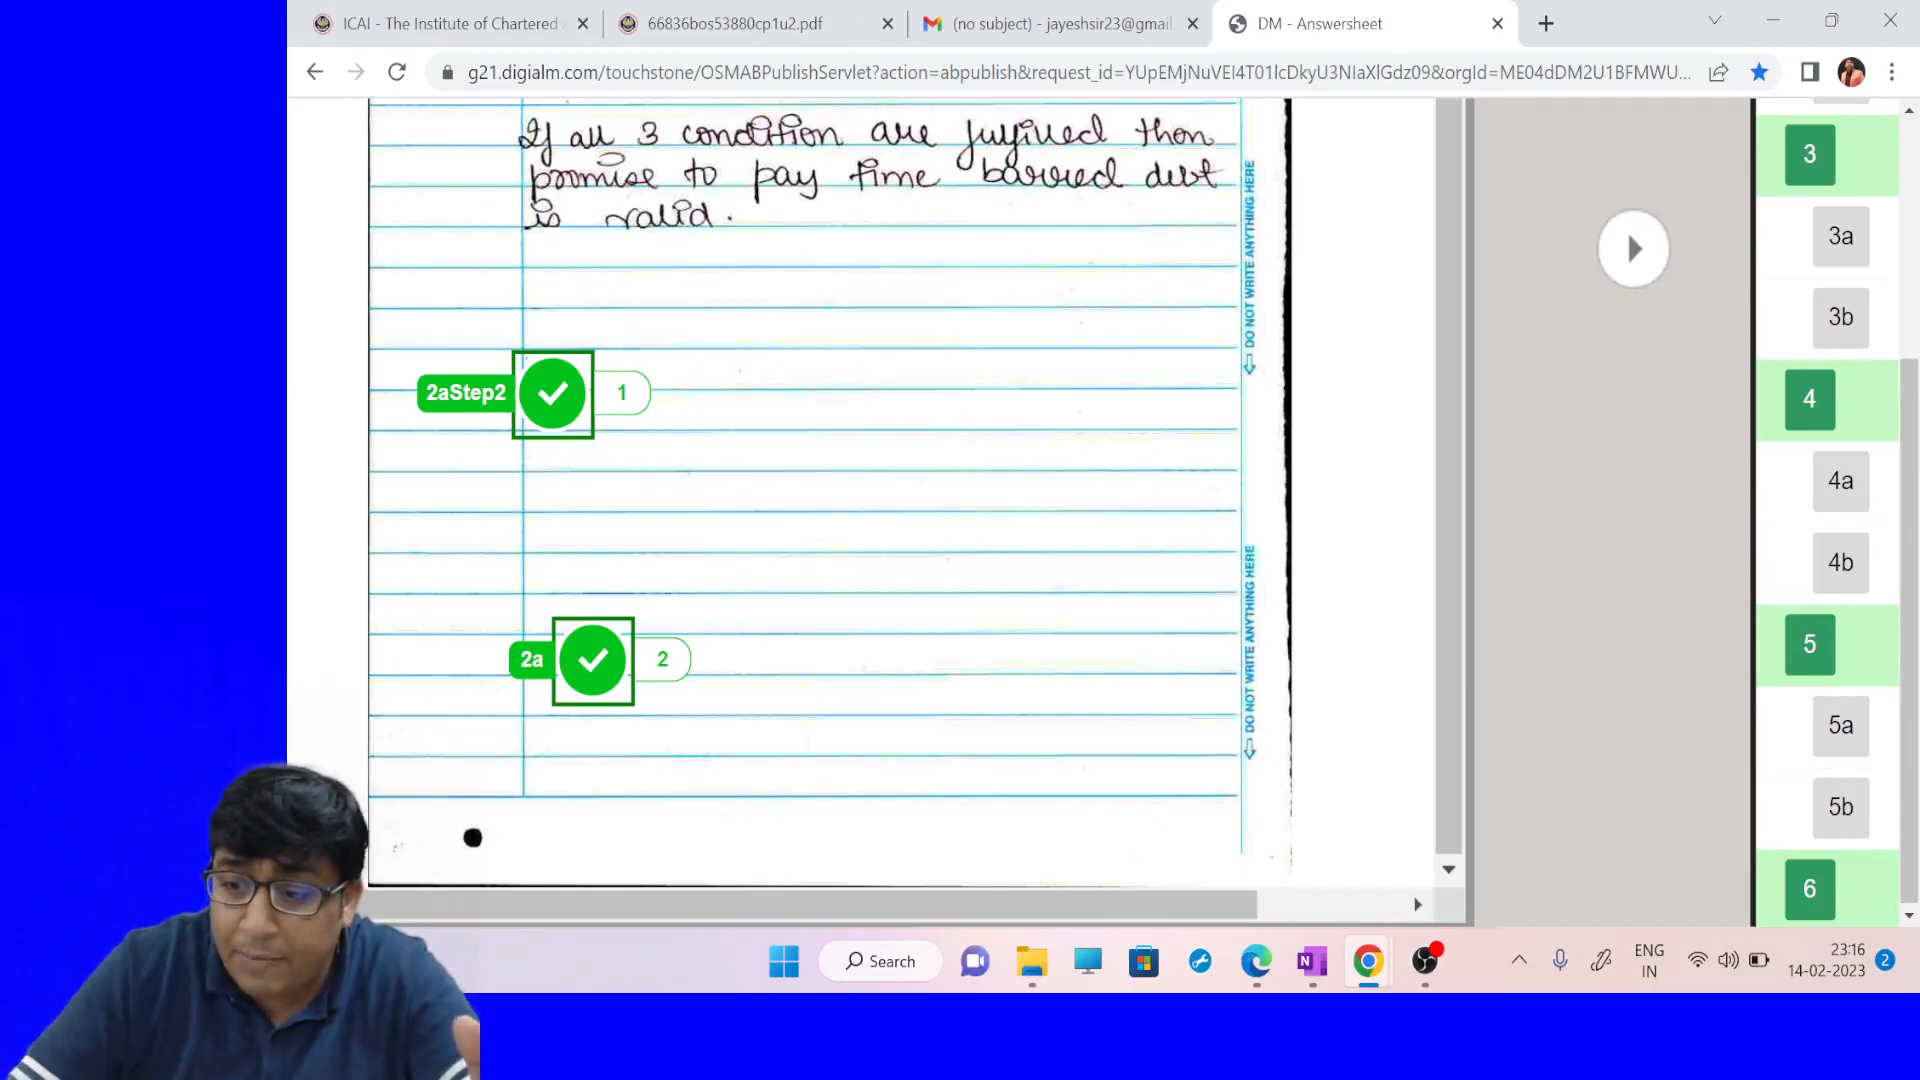 ICAI - The Institute of Chartered
66836bos53880cp1u2.pdf
(no subject) - jayeshsir23@gmail
DM - Answersheet
g21.digialm.com/touchstone/OSMABPublishServlet?action=abpublish&request_id=YUpEMjNuVEI4T01lcDkyU3NIaXlGdz09&orgId=ME04dDM2U1BFMWU...
If all 3 condition are fulfilled then
promise to pay time barred debt
is valid.
DO NOT WRITE ANYTHING HERE
2aStep2 1
DO NOT WRITE ANYTHING HERE
2a 2
3
3a
3b
4
4a
4b
5
5a
5b
6
Search
ENG
IN
23:16
14-02-2023
2